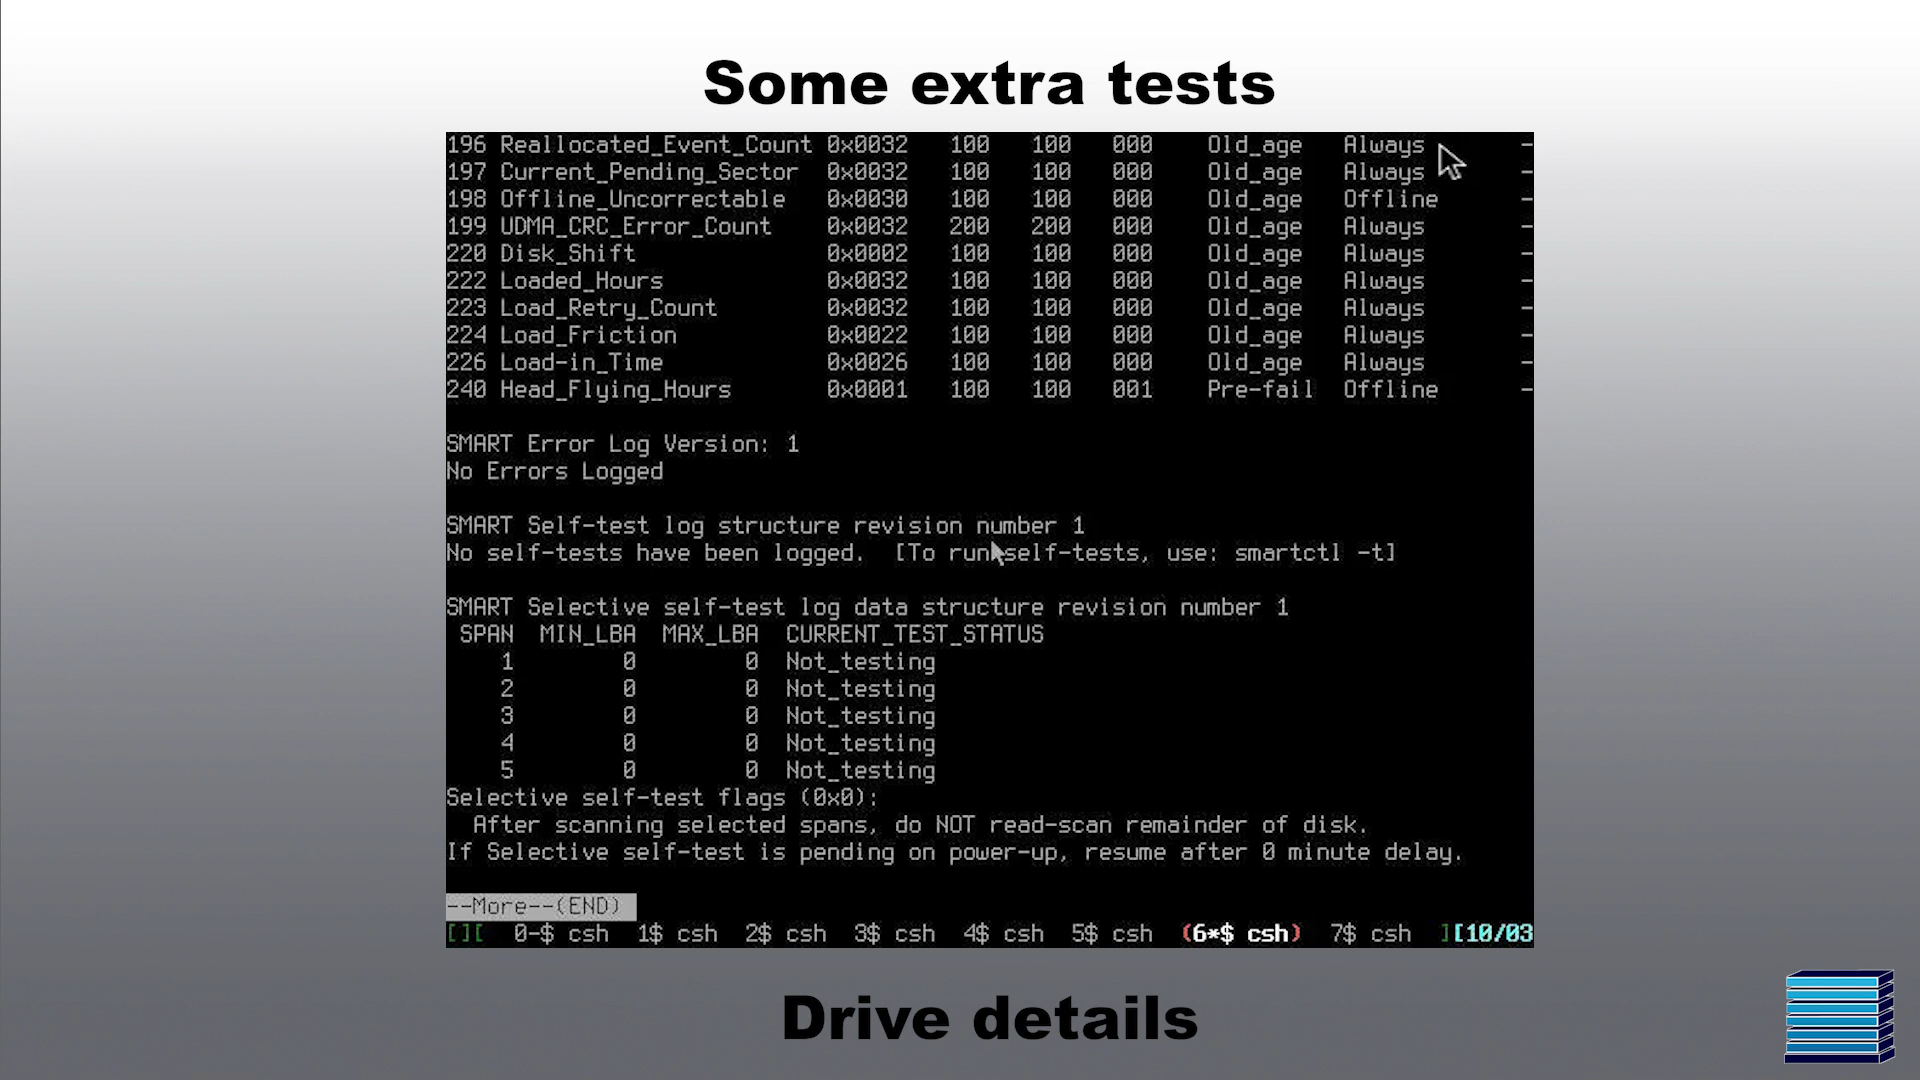 Some extra tests
196 Reallocated_Event_Count 0x0032 100 100 000 Old_age Always -
197 Current_Pending_Sector 0x0032 100 100 000 Old_age Always -
198 Offline_Uncorrectable 0x0030 100 100 000 Old_age Offline -
199 UDMA_CRC_Error_Count 0x0032 200 200 000 Old_age Always -
220 Disk_Shift 0x0002 100 100 000 Old_age Always -
222 Loaded_Hours 0x0032 100 100 000 Old_age Always -
223 Load_Retry_Count 0x0032 100 100 000 Old_age Always -
224 Load_Friction 0x0022 100 100 000 Old_age Always -
226 Load-in_Time 0x0026 100 100 000 Old_age Always -
240 Head_Flying_Hours 0x0001 100 100 001 Pre-fail Offline -
SMART Error Log Version: 1
No Errors Logged
SMART Self-test log structure revision number 1
No self-tests have been logged. [To run self-tests, use: smartctl -t]
SMART Selective self-test log data structure revision number 1
SPAN MIN_LBA MAX_LBA CURRENT_TEST_STATUS
1 0 0 Not_testing
2 0 0 Not_testing
3 0 0 Not_testing
4 0 0 Not_testing
5 0 0 Not_testing
Selective self-test flags (0x0):
After scanning selected spans, do NOT read-scan remainder of disk.
If Selective self-test is pending on power-up, resume after 0 minute delay.
--More--(END)
[][ 0-$ csh 1$ csh 2$ csh 3$ csh 4$ csh 5$ csh (6*$ csh) 7$ csh ][10/03
Drive details